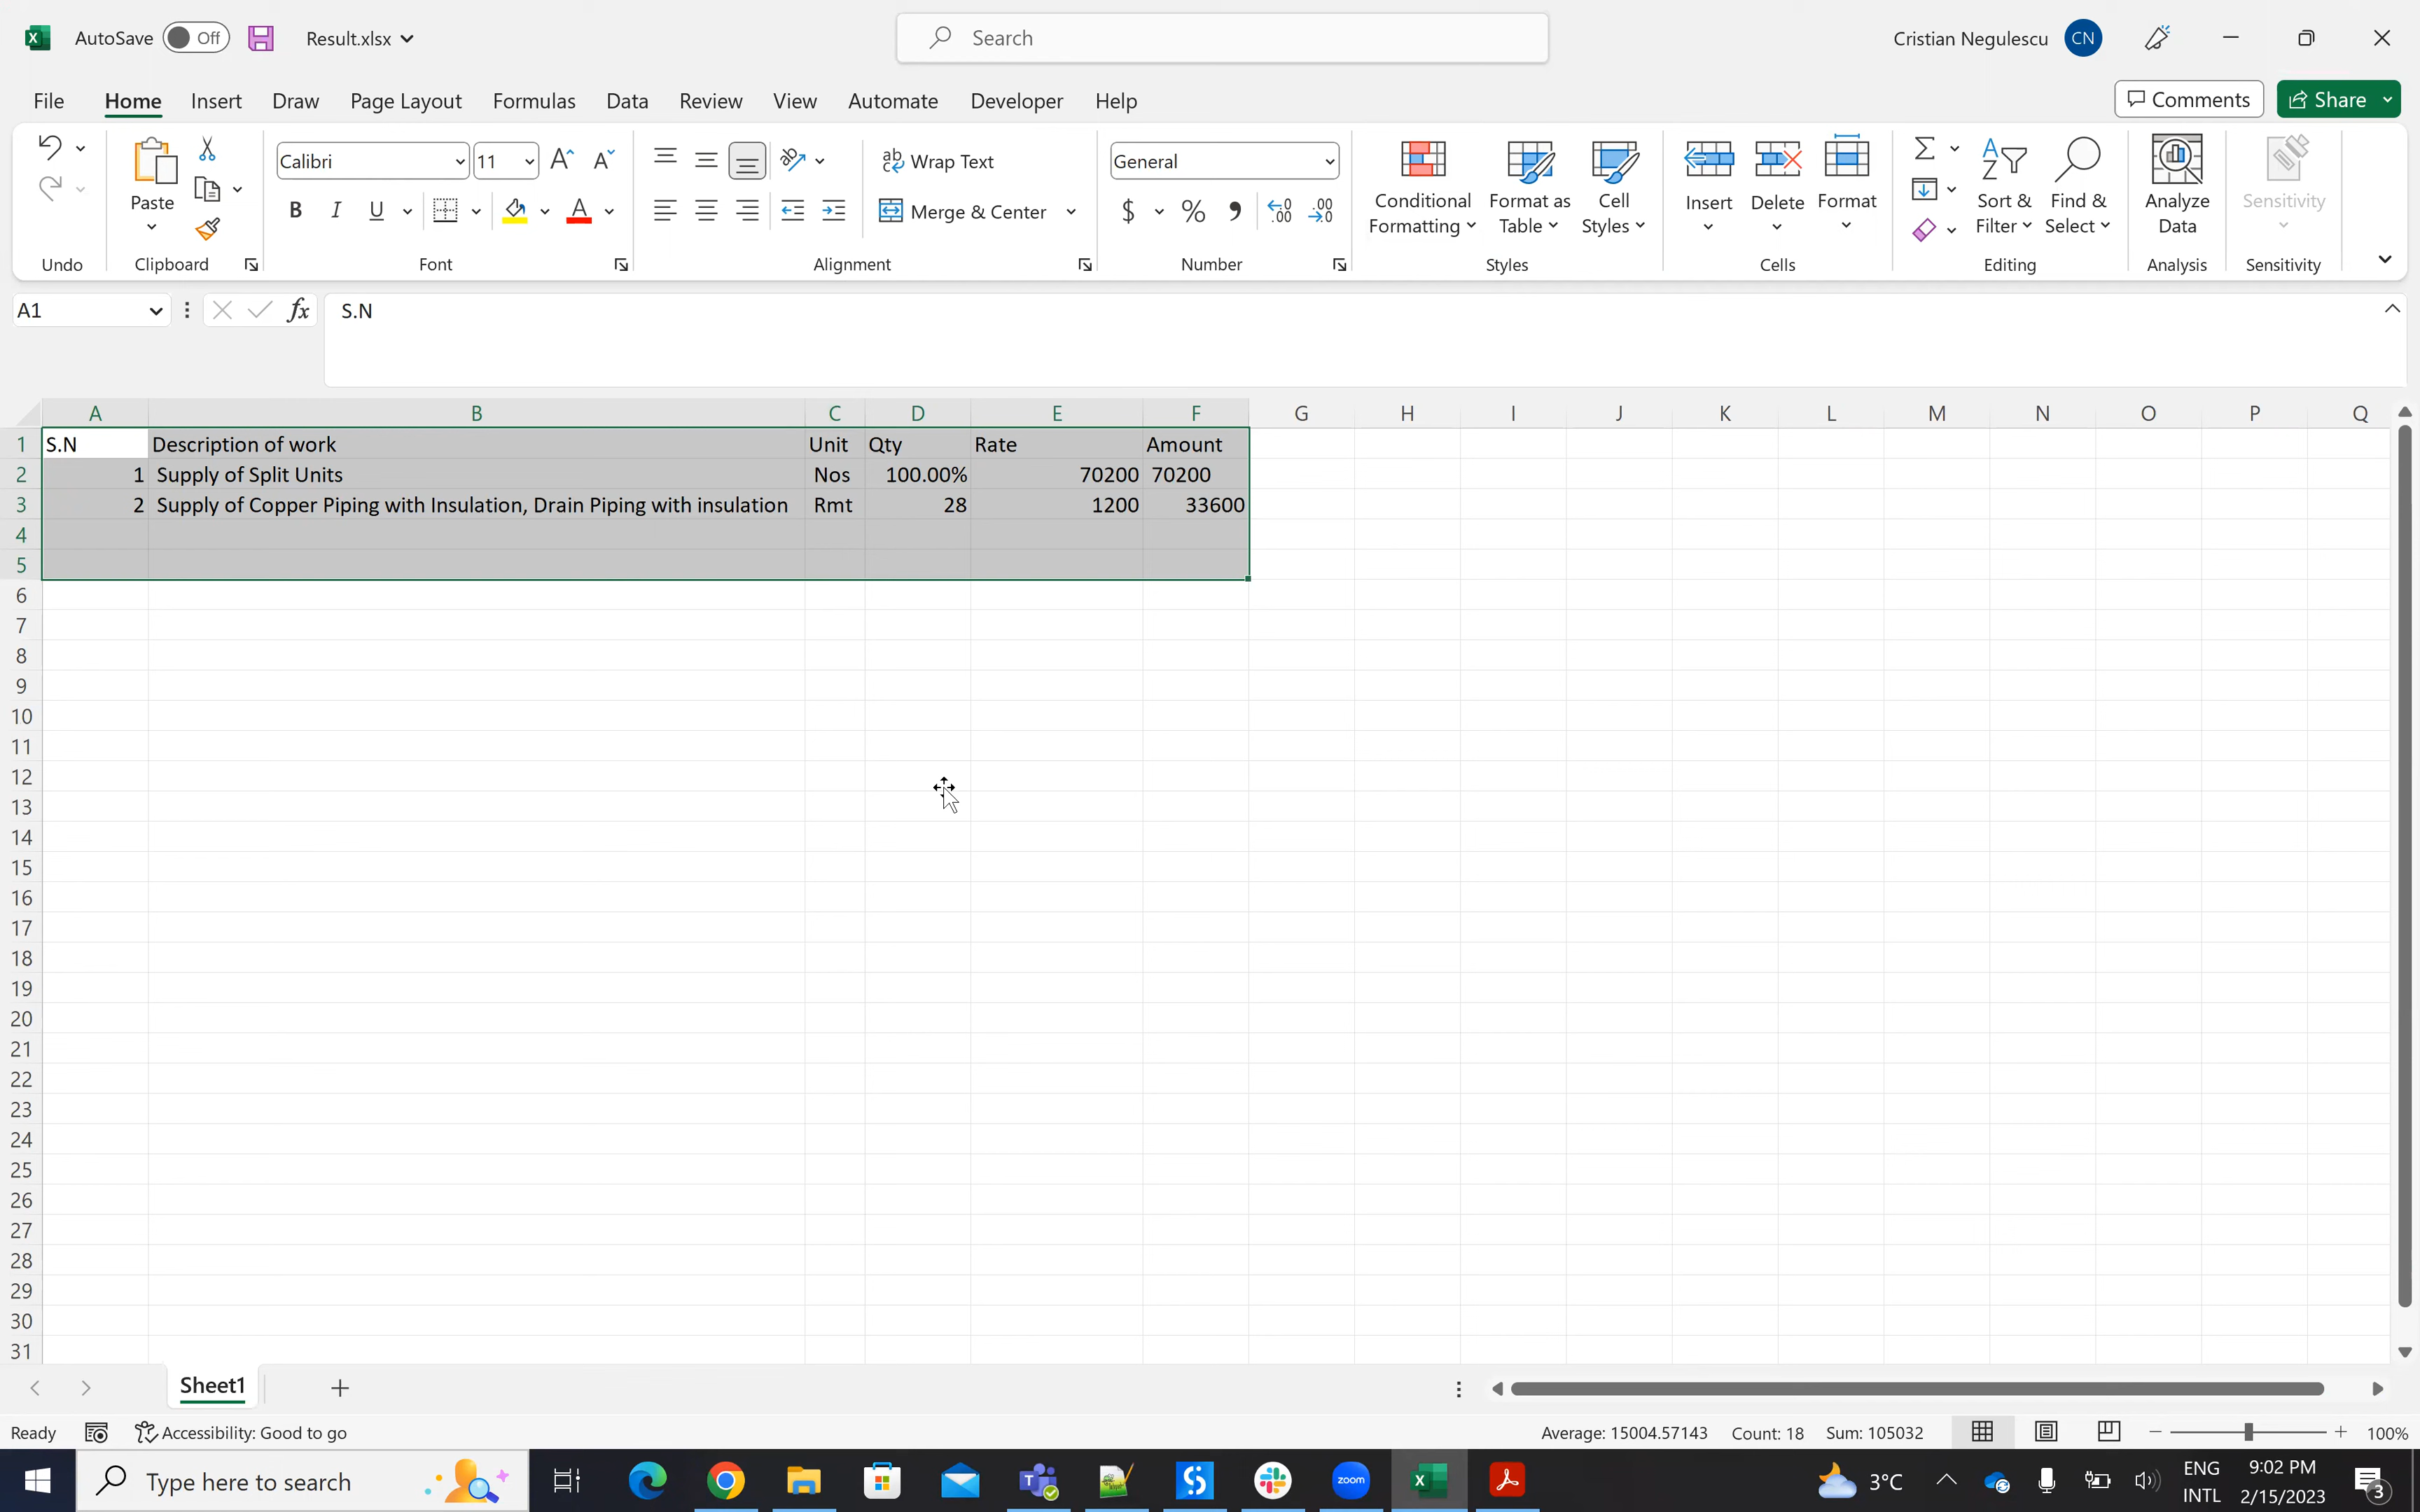 AutoSave Off Result.xlsx Search Cristian Negulescu CN
File Home Insert Draw Page Layout Formulas Data Review View Automate Developer Help Comments Share
Calibri 11 ab Wrap Text General
Paste Conditional Format as Cell Insert Delete Format Sort & Find & Analyze Sensitivity
B I U A Merge & Center $ % Formatting Table Styles Filter Select Data
Undo Clipboard Font Alignment Number Styles Cells Editing Analysis Sensitivity
A1 fx S.N
A B C D E F G H I J K L M N O P Q
1 S.N Description of work Unit Qty Rate Amount
2 1 Supply of Split Units Nos 100.00% 70200 70200
3 2 Supply of Copper Piping with Insulation, Drain Piping with insulation Rmt 28 1200 33600
4
5
6
7
8
9
10
11
12
13
14
15
16
17
18
19
20
21
22
23
24
25
26
27
28
29
30
31
Sheet1
Ready Accessibility: Good to go Average: 15004.57143 Count: 18 Sum: 105032 100%
Type here to search zoom 3°C ENG 9:02 PM
INTL 2/15/2023 3